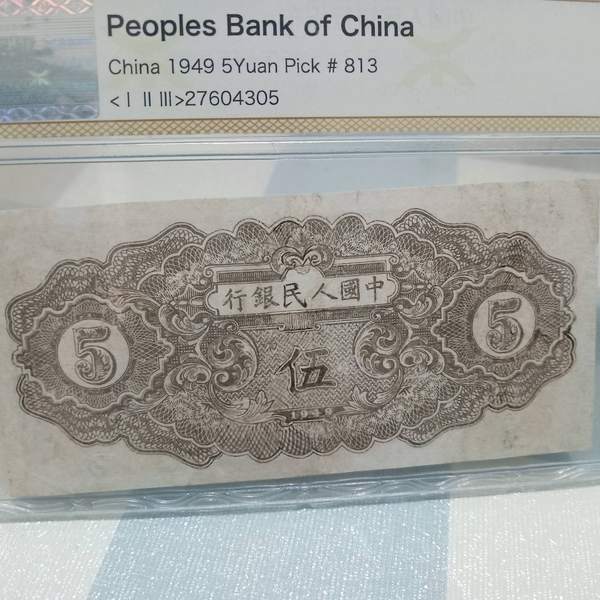 Peoples Bank of China
China 1949 5Yuan Pick # 813
<I II III>27604305
行銀民人國中
5
伍
5
1949